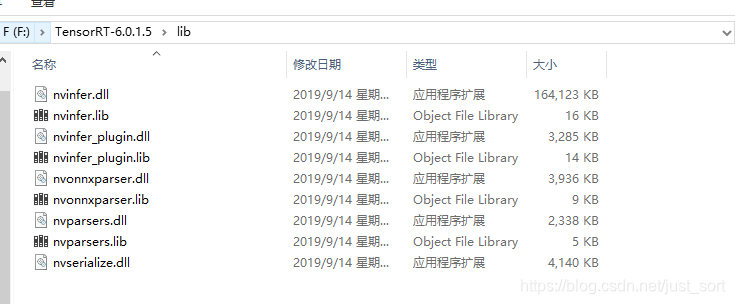 查看
F (F:) TensorRT-6.0.1.5 lib
名称 修改日期 类型 大小
nvinfer.dll 2019/9/14 星期... 应用程序扩展 164,123 KB
nvinfer.lib 2019/9/14 星期... Object File Library 16 KB
nvinfer_plugin.dll 2019/9/14 星期... 应用程序扩展 3,285 KB
nvinfer_plugin.lib 2019/9/14 星期... Object File Library 14 KB
nvonnxparser.dll 2019/9/14 星期... 应用程序扩展 3,936 KB
nvonnxparser.lib 2019/9/14 星期... Object File Library 9 KB
nvparsers.dll 2019/9/14 星期... 应用程序扩展 2,338 KB
nvparsers.lib 2019/9/14 星期... Object File Library 5 KB
nvserialize.dll 2019/9/14 星期... 应用程序扩展 4,140 KB
https://blog.csdn.net/just_sort